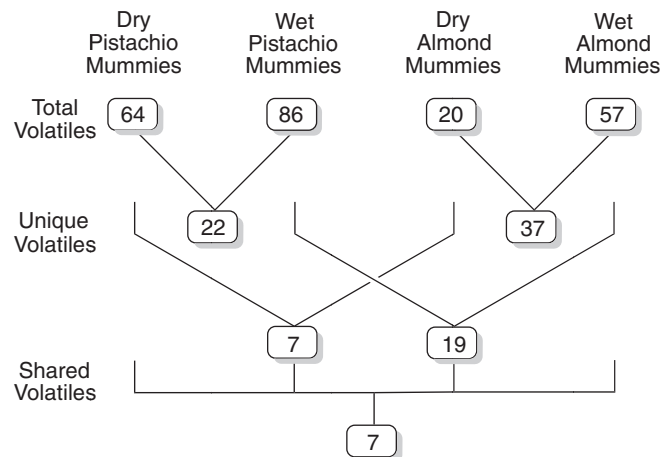 Dry
Pistachio
Mummies
Wet
Pistachio
Mummies
Dry
Almond
Mummies
Wet
Almond
Mummies
Total
Volatiles
64
86
20
57
Unique
Volatiles
22
37
7
19
Shared
Volatiles
7